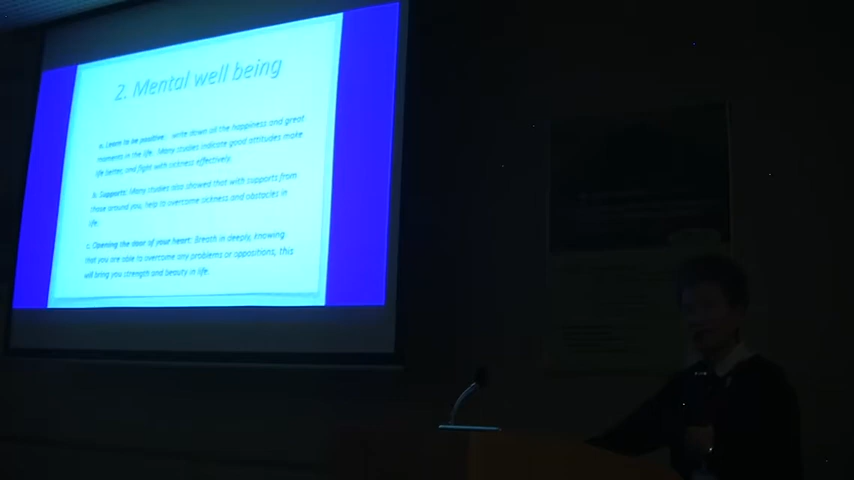 2. Mental well being
a. Learn to be positive: write down all the happiness and great
moments in the life. Many studies indicate good attitudes make
life better, and fight with sickness effectively.
b. Supports: Many studies also showed that with supports from
those around you, help to overcome sickness and obstacles in
life.
c. Opening the door of your heart: Breath in deeply, knowing
that you are able to overcome any problems or oppositions, this
will bring you strength and beauty in life.